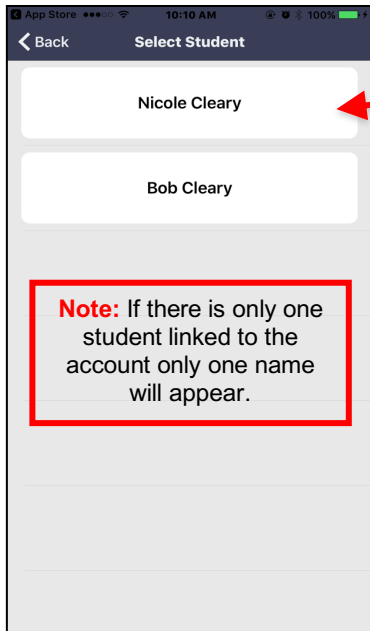 App Store 10:10 AM 100%
Back Select Student
Nicole Cleary
Bob Cleary
Note: If there is only one
student linked to the
account only one name
will appear.